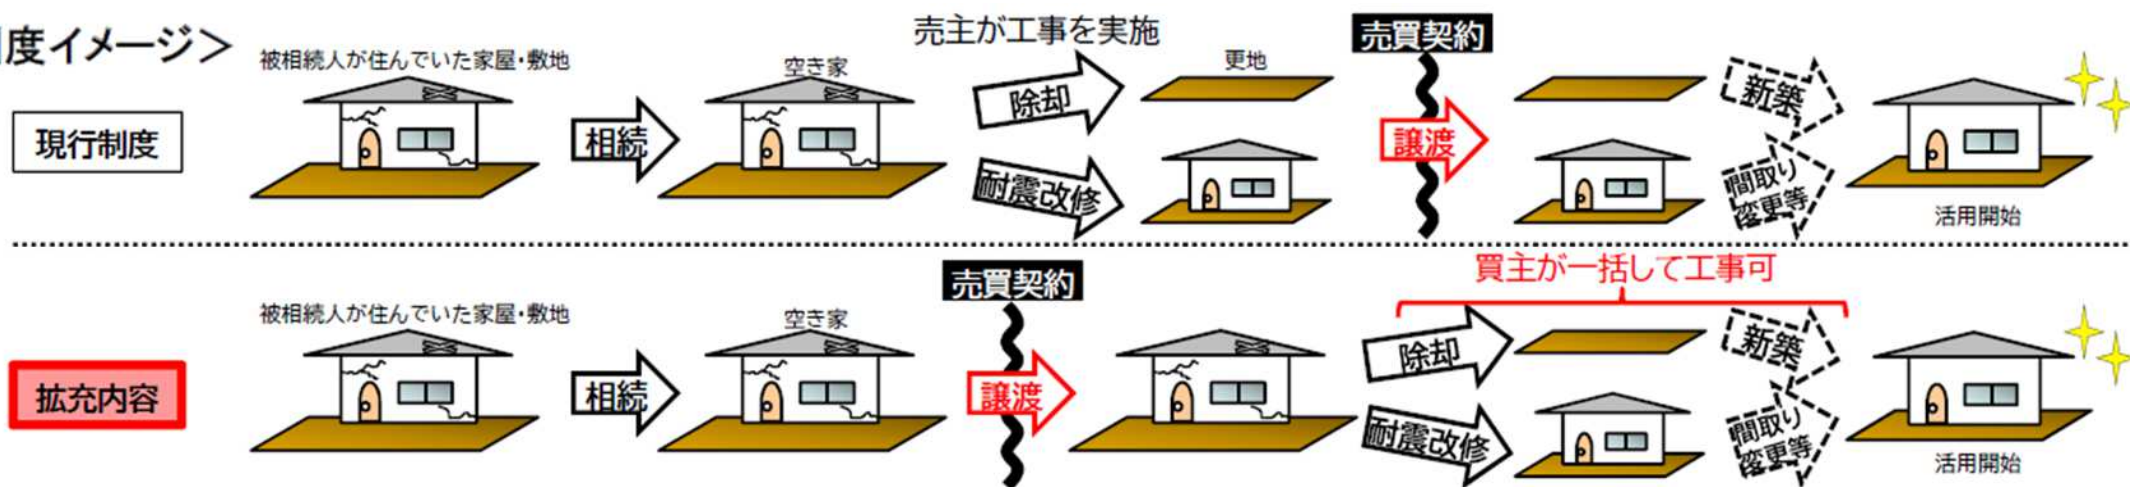 度イメージ＞
売主が工事を実施
売買契約
被相続人が住んでいた家屋・敷地
空き家
更地
現行制度
相続
除却
耐震改修
譲渡
新築
間取り
変更等
活用開始
買主が一括して工事可
売買契約
被相続人が住んでいた家屋・敷地
空き家
拡充内容
相続
譲渡
除却
耐震改修
新築
間取り
変更等
活用開始